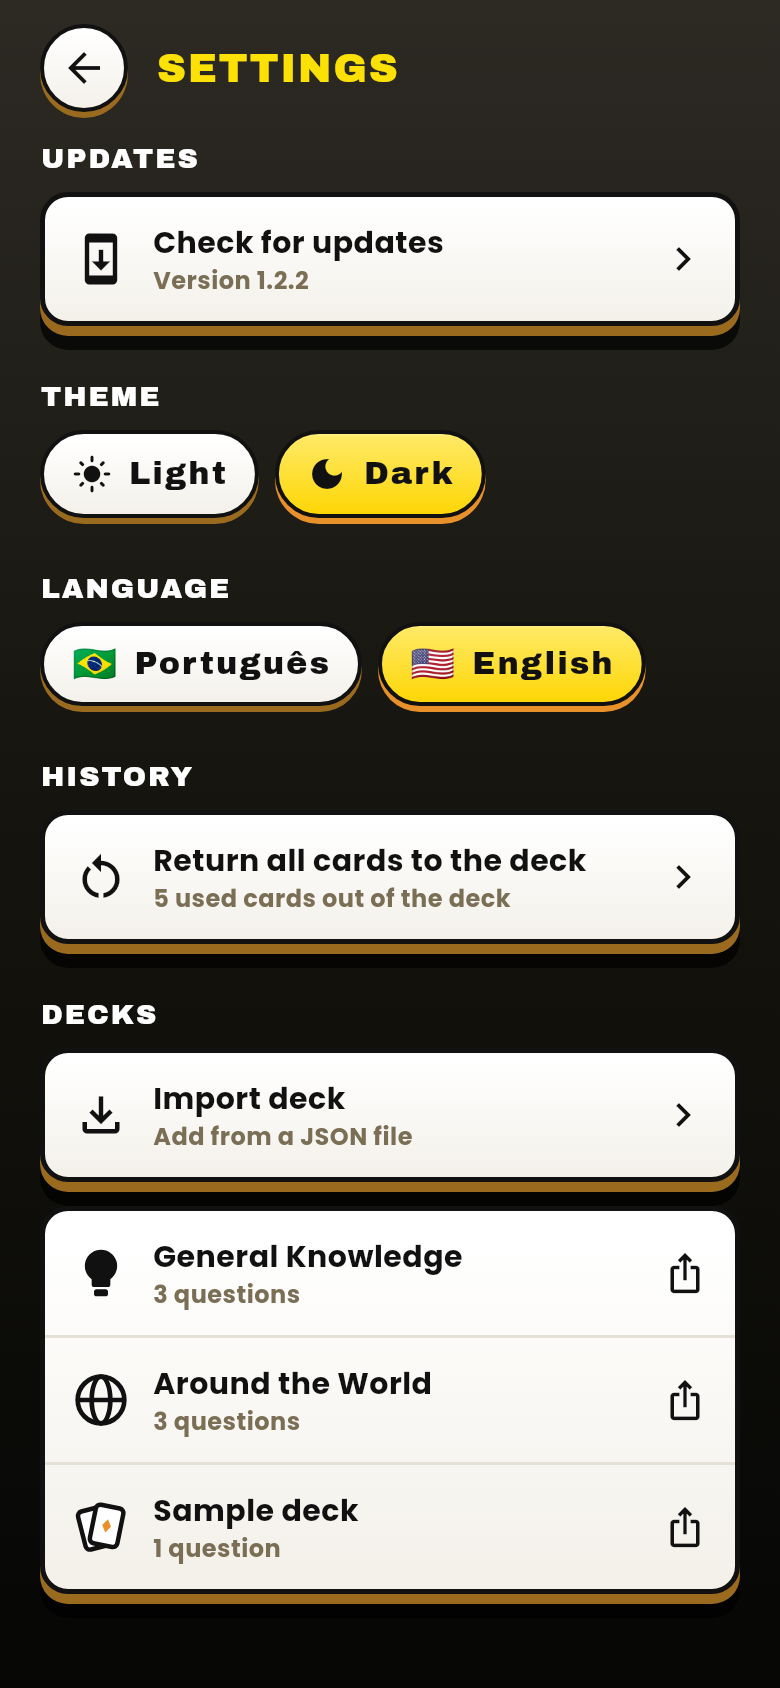 SETTINGS
UPDATES
Check for updates
Version 1.2.2
THEME
Light
Dark
LANGUAGE
Português
English
HISTORY
Return all cards to the deck
5 used cards out of the deck
DECKS
Import deck
Add from a JSON file
General Knowledge
3 questions
Around the World
3 questions
Sample deck
1 question